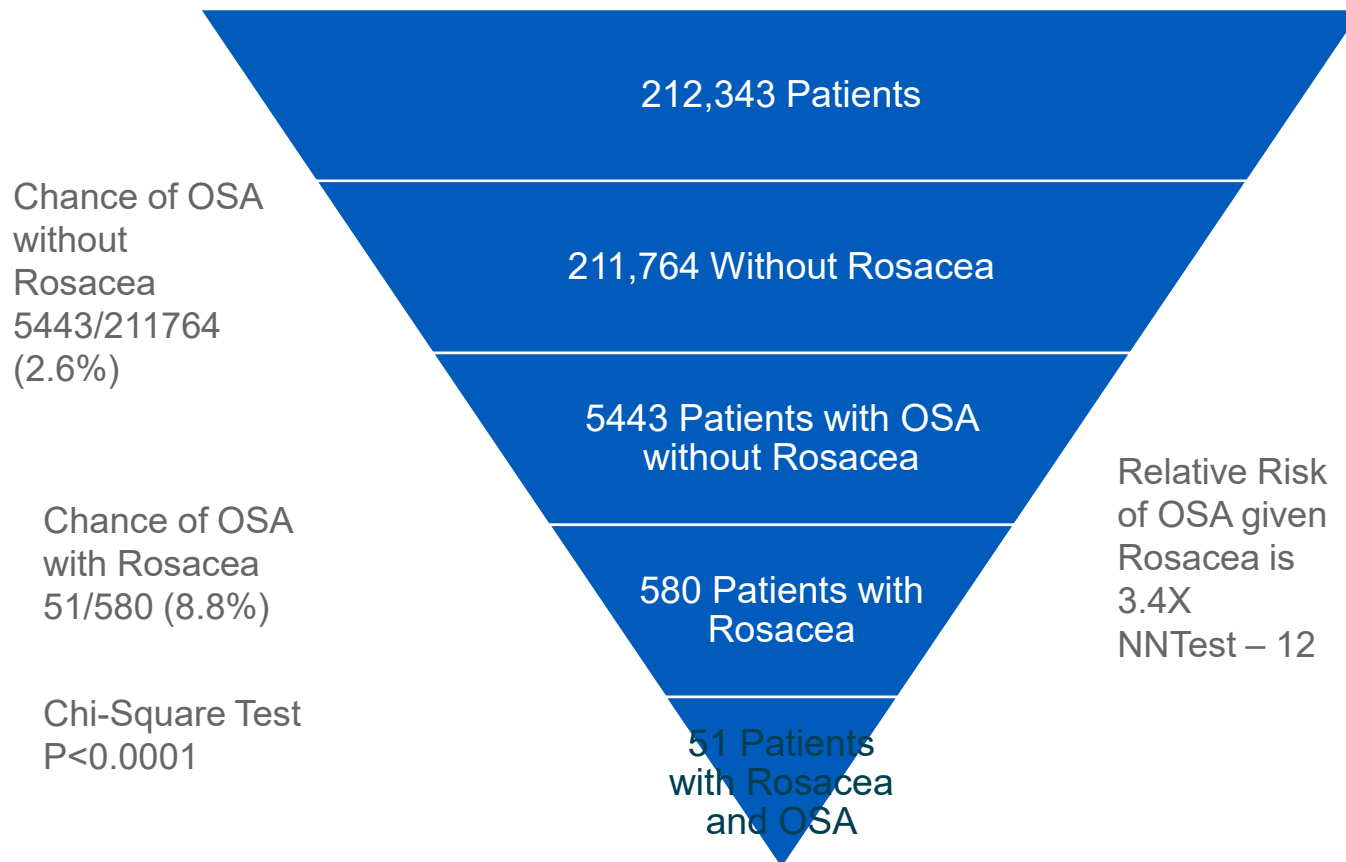 212,343 Patients
Chance of OSA
without
Rosacea
5443/211764
(2.6%)
211,764 Without Rosacea
5443 Patients with OSA
without Rosacea
Chance of OSA
with Rosacea
51/580 (8.8%)
580 Patients with
Rosacea
Relative Risk
of OSA given
Rosacea is
3.4X
NNTest – 12
Chi-Square Test
P<0.0001
51 Patients
with Rosacea
and OSA